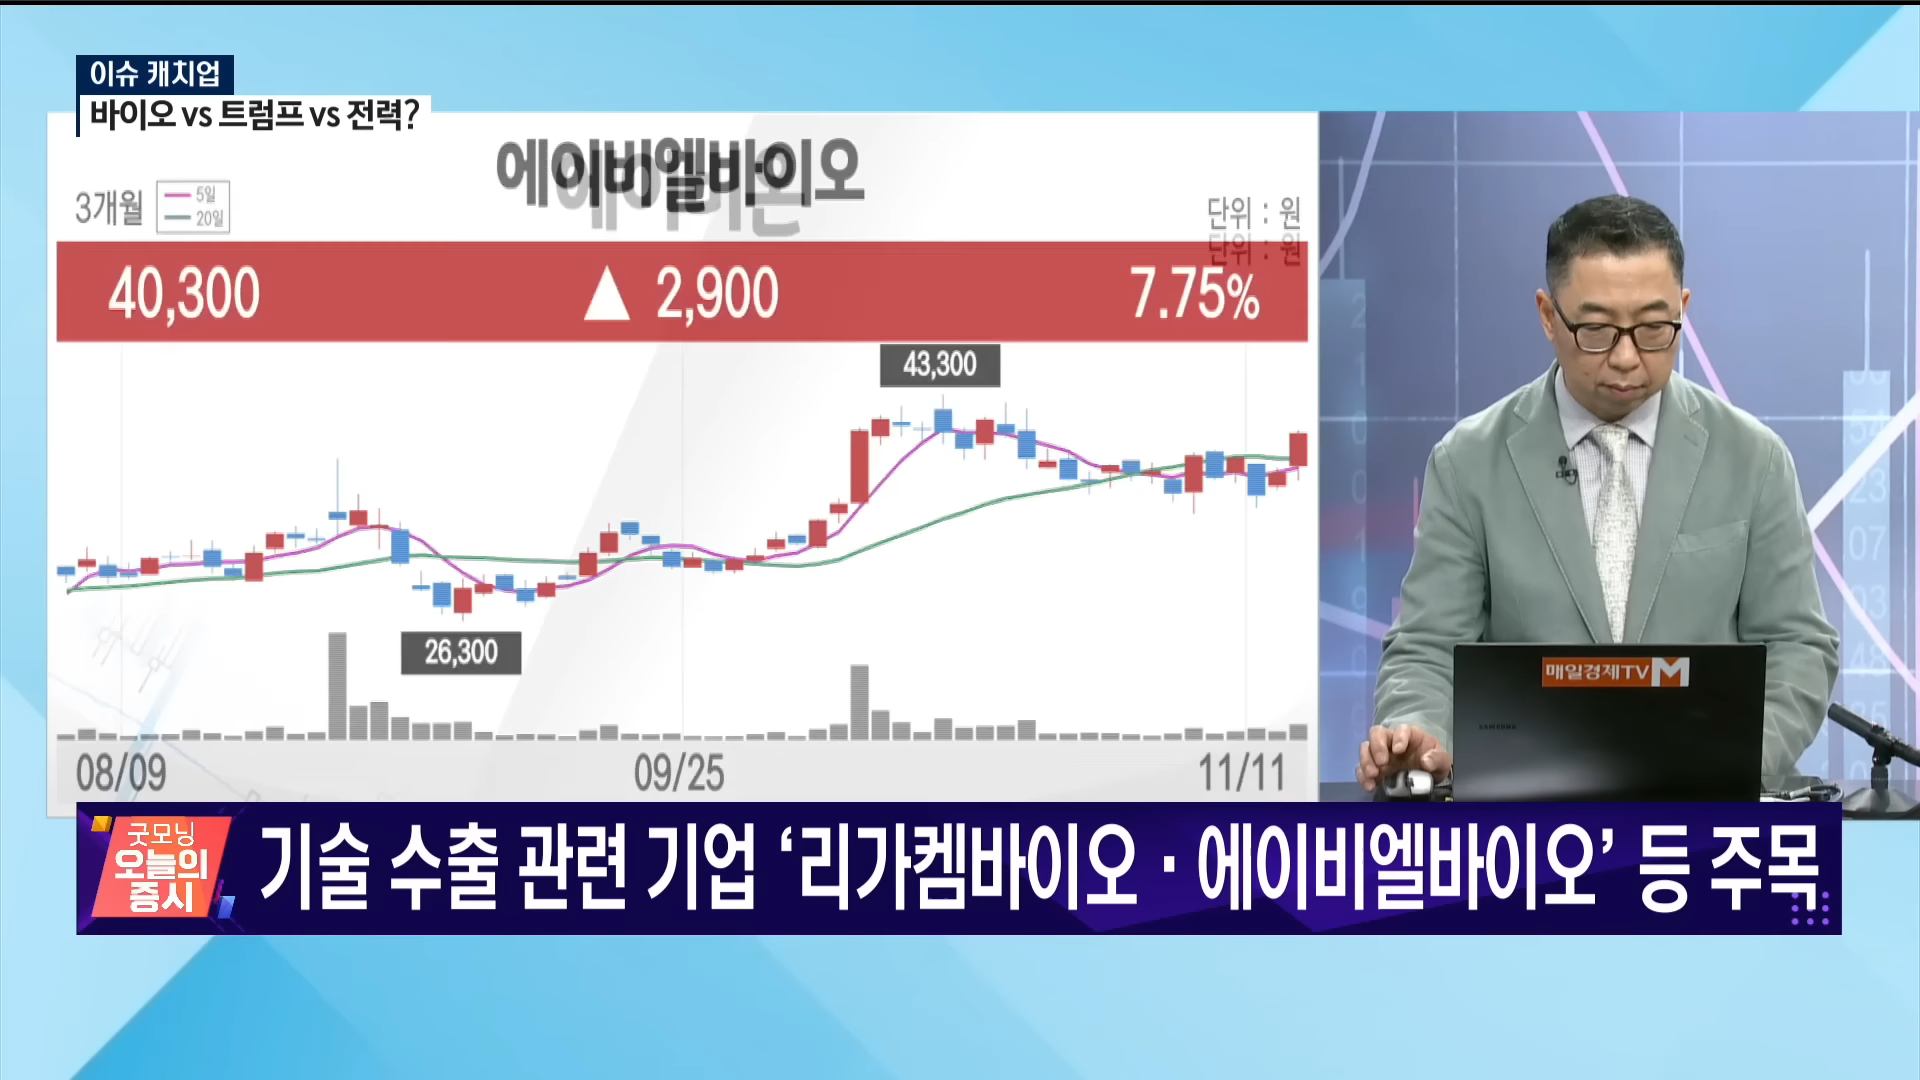 이슈 캐치업
바이오 vs 트럼프 vs 전력?
에이비엘바이오
3개월
5일
20일
단위 : 원
단위 : 원
40,300 ▲ 2,900 7.75%
43,300
26,300
08/09 09/25 11/11
매일경제TV M
SAMSUNG
굿모닝
오늘의
증시
기술 수출 관련 기업 ‘리가켐바이오 · 에이비엘바이오’ 등 주목